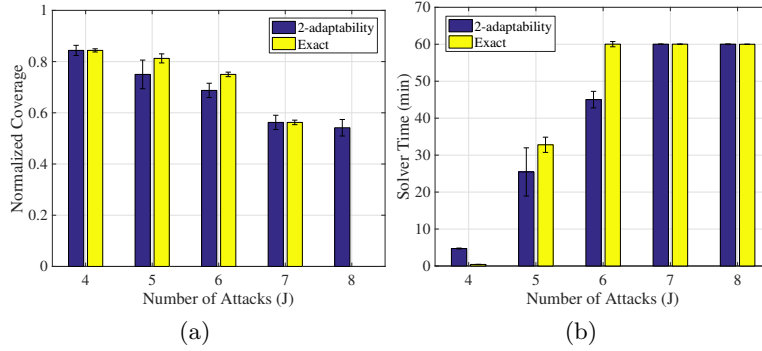 2-adaptability
Exact
Normalized Coverage
1
0.8
0.6
0.4
0.2
0
4 5 6 7 8
Number of Attacks (J)
(a)
2-adaptability
Exact
Solver Time (min)
70
60
50
40
30
20
10
0
4 5 6 7 8
Number of Attacks (J)
(b)